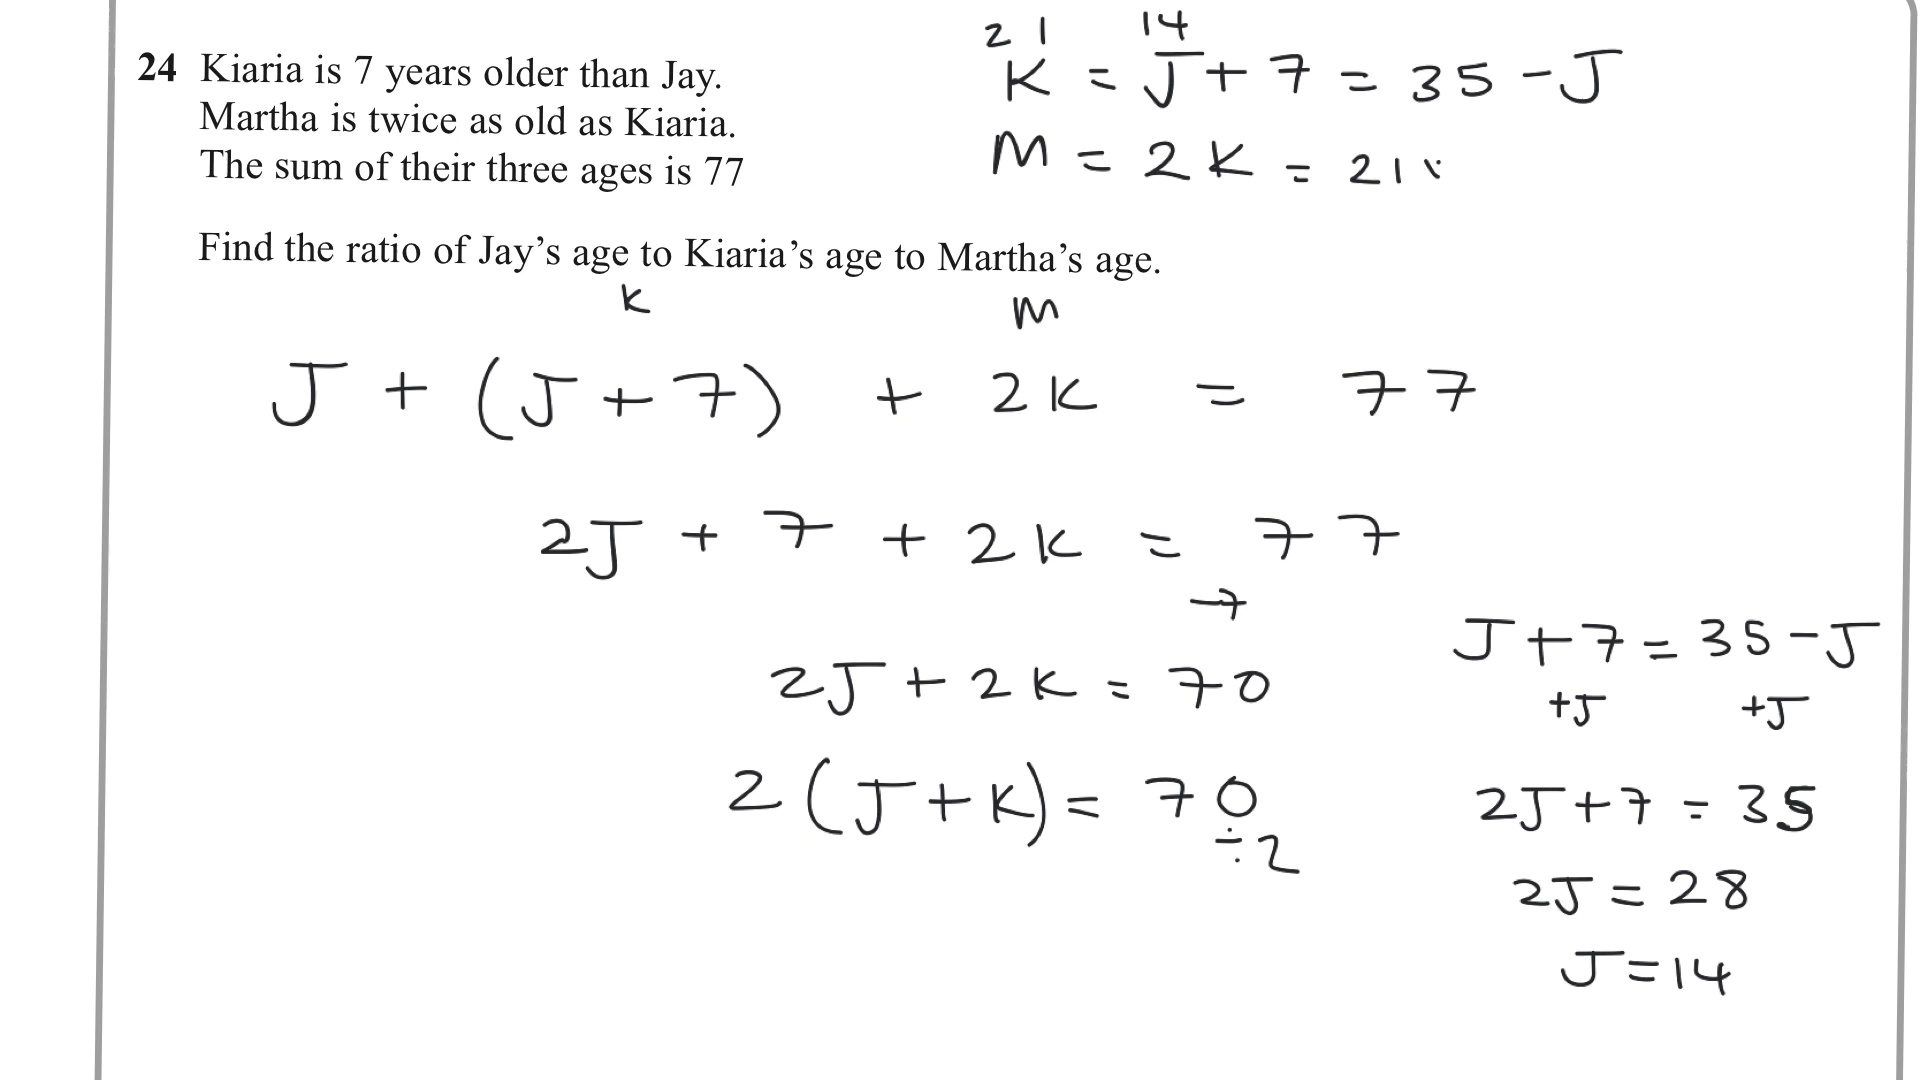 24 Kiaria is 7 years older than Jay.
Martha is twice as old as Kiaria.
The sum of their three ages is 77
21 14
K = J + 7 = 35 - J
M = 2K = 21
Find the ratio of Jay's age to Kiaria's age to Martha's age.
K M
J + (J + 7) + 2K = 77
2J + 7 + 2K = 77
-7
2J + 2K = 70
2(J + K) = 70
÷2
J + 7 = 35 - J
+J +J
2J + 7 = 35
2J = 28
J = 14